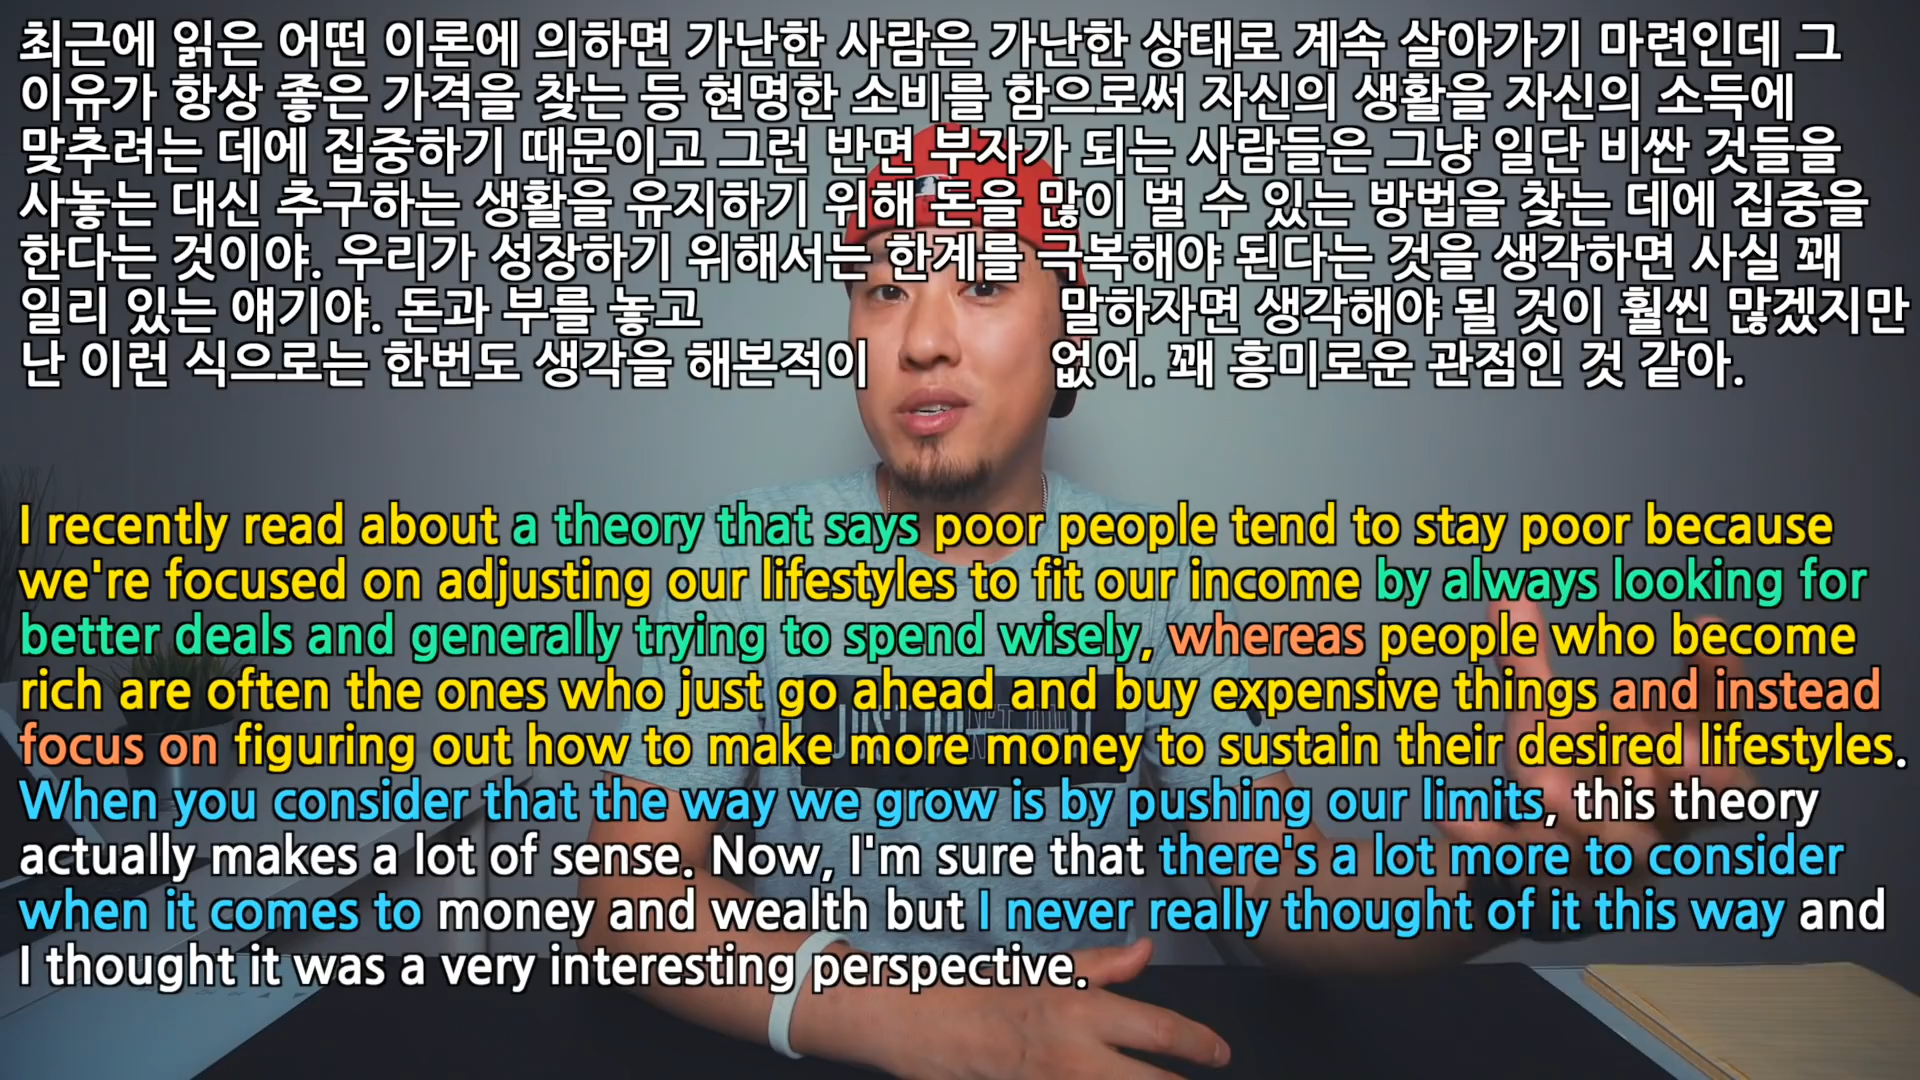 최근에 읽은 어떤 이론에 의하면 가난한 사람은 가난한 상태로 계속 살아가기 마련인데 그
이유가 항상 좋은 가격을 찾는 등 현명한 소비를 함으로써 자신의 생활을 자신의 소득에
맞추려는 데에 집중하기 때문이고 그런 반면 부자가 되는 사람들은 그냥 일단 비싼 것들을
사놓는 대신 추구하는 생활을 유지하기 위해 돈을 많이 벌 수 있는 방법을 찾는 데에 집중을
한다는 것이야. 우리가 성장하기 위해서는 한계를 극복해야 된다는 것을 생각하면 사실 꽤
일리 있는 얘기야. 돈과 부를 놓고 말하자면 생각해야 될 것이 훨씬 많겠지만
난 이런 식으로는 한번도 생각을 해본적이 없어. 꽤 흥미로운 관점인 것 같아.
I recently read about a theory that says poor people tend to stay poor because
we're focused on adjusting our lifestyles to fit our income by always looking for
better deals and generally trying to spend wisely, whereas people who become
rich are often the ones who just go ahead and buy expensive things and instead
focus on figuring out how to make more money to sustain their desired lifestyles.
When you consider that the way we grow is by pushing our limits, this theory
actually makes a lot of sense. Now, I'm sure that there's a lot more to consider
when it comes to money and wealth but I never really thought of it this way and
I thought it was a very interesting perspective.